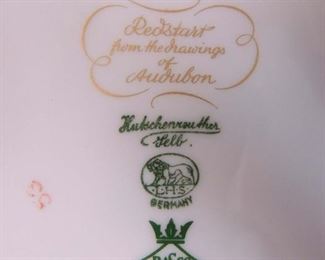 Redstart
from the drawings
of
Audubon
Hutschenreuther
Selb.
L.H.S.
GERMANY